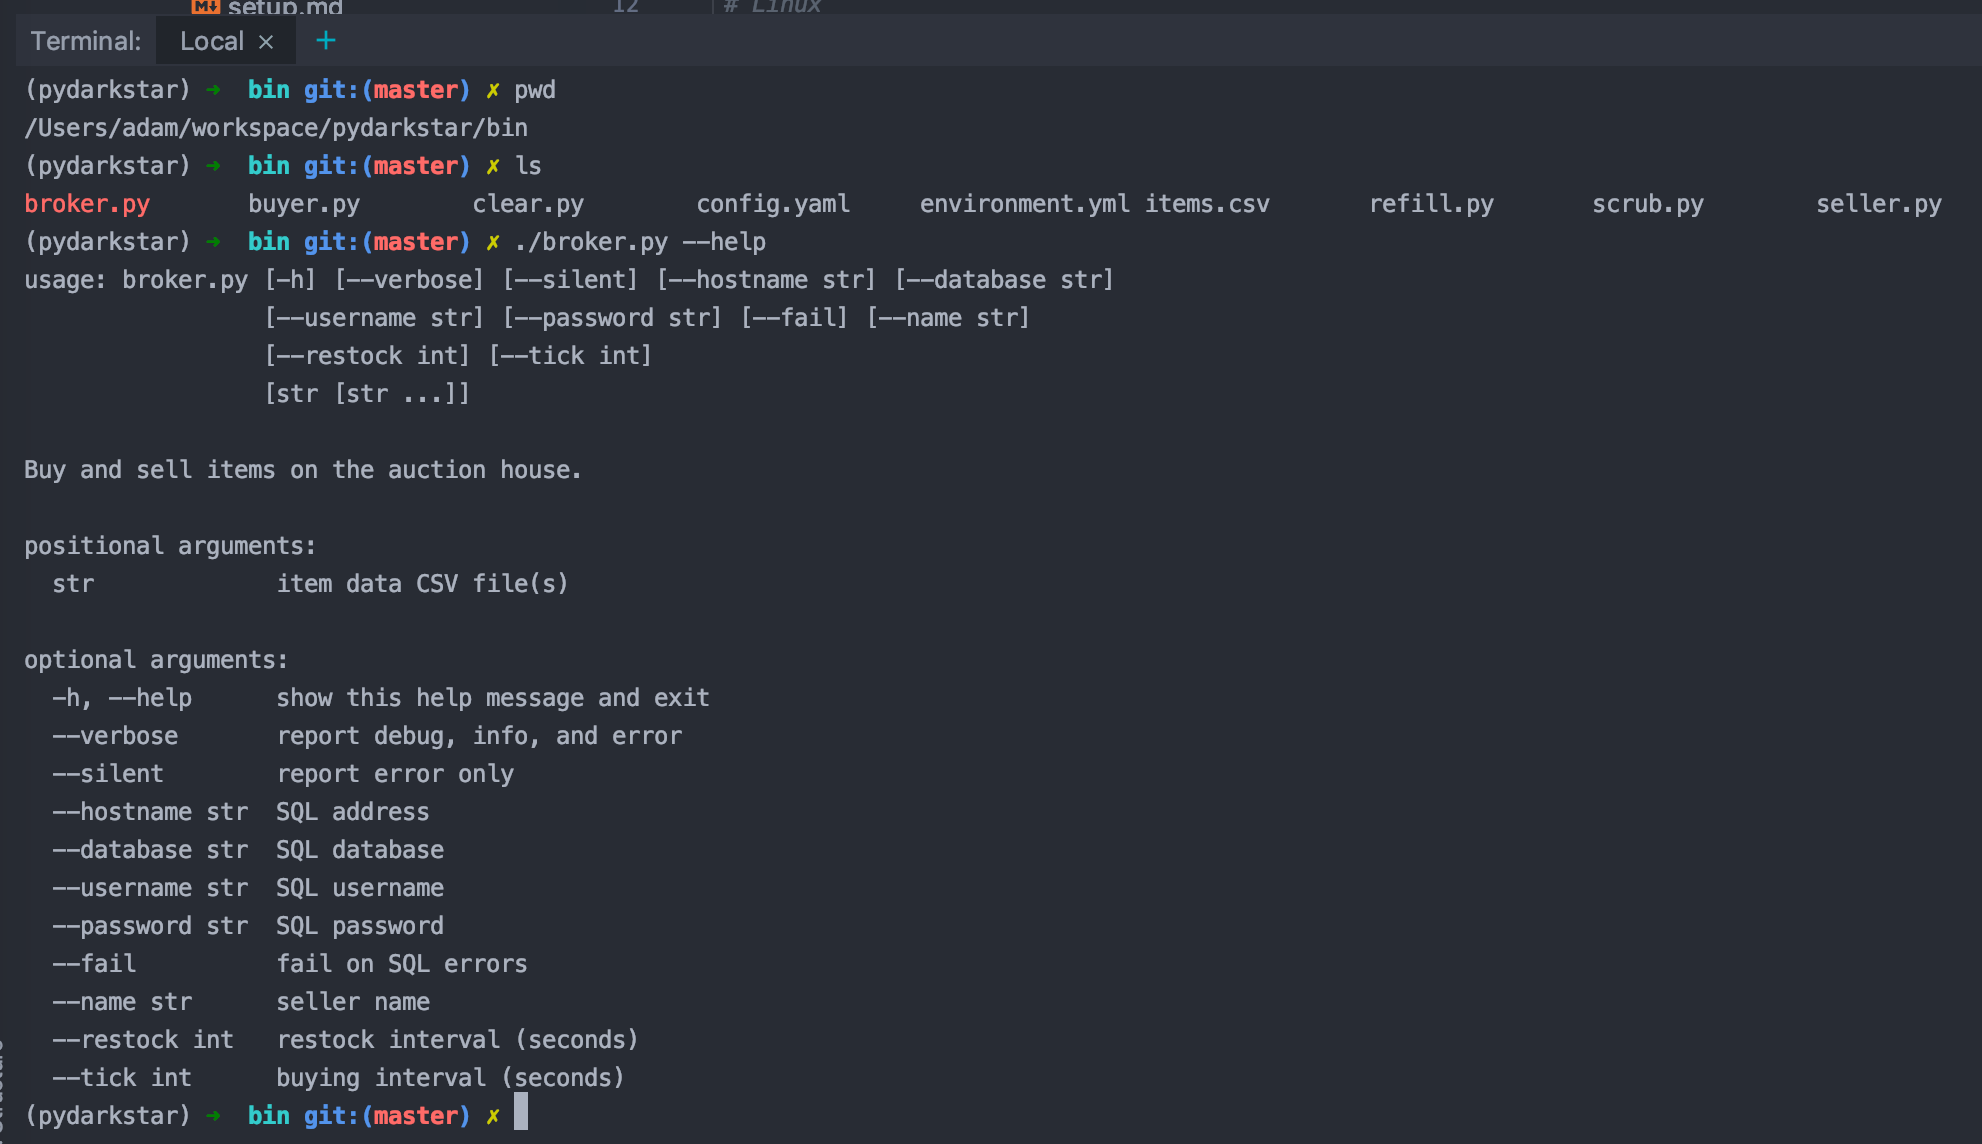 setup.md
12 # Linux
Terminal: Local × +
(pydarkstar) ➜ bin git:(master) ✗ pwd
/Users/adam/workspace/pydarkstar/bin
(pydarkstar) ➜ bin git:(master) ✗ ls
broker.py buyer.py clear.py config.yaml environment.yml items.csv refill.py scrub.py seller.py
(pydarkstar) ➜ bin git:(master) ✗ ./broker.py --help
usage: broker.py [-h] [--verbose] [--silent] [--hostname str] [--database str]
[--username str] [--password str] [--fail] [--name str]
[--restock int] [--tick int]
[str [str ...]]
Buy and sell items on the auction house.
positional arguments:
str item data CSV file(s)
optional arguments:
-h, --help show this help message and exit
--verbose report debug, info, and error
--silent report error only
--hostname str SQL address
--database str SQL database
--username str SQL username
--password str SQL password
--fail fail on SQL errors
--name str seller name
--restock int restock interval (seconds)
--tick int buying interval (seconds)
(pydarkstar) ➜ bin git:(master) ✗